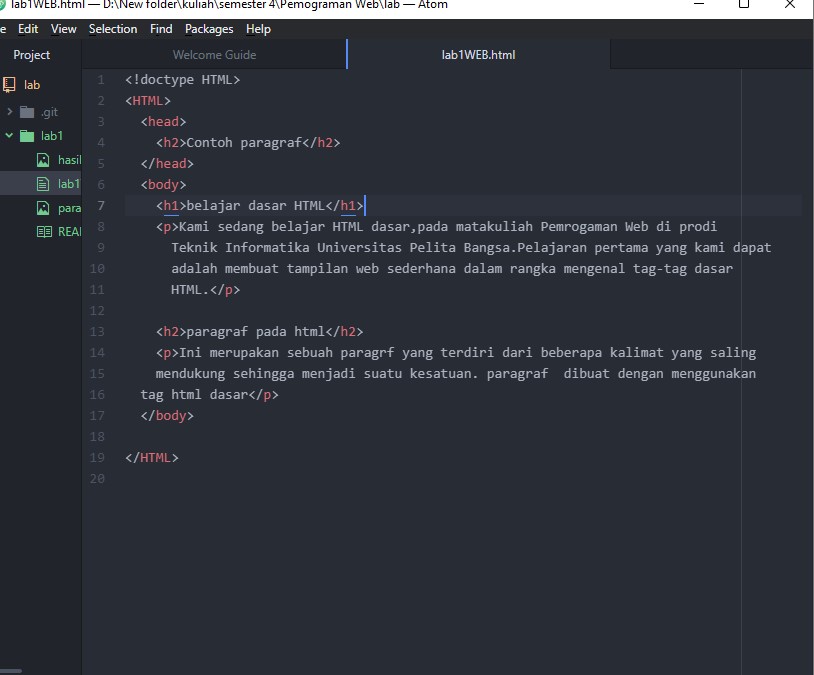 lab1WEB.html — D:\New folder\kuliah\semester 4\Pemograman Web\lab — Atom
e Edit View Selection Find Packages Help
Project
Welcome Guide
lab1WEB.html
lab
.git
lab1
hasil
lab1
para
REA
1 <!doctype HTML>
2 <HTML>
3 <head>
4 <h2>Contoh paragraf</h2>
5 </head>
6 <body>
7 <h1>belajar dasar HTML</h1>
8 <p>Kami sedang belajar HTML dasar,pada matakuliah Pemrogaman Web di prodi
9 Teknik Informatika Universitas Pelita Bangsa.Pelajaran pertama yang kami dapat
10 adalah membuat tampilan web sederhana dalam rangka mengenal tag-tag dasar
11 HTML.</p>
12
13 <h2>paragraf pada html</h2>
14 <p>Ini merupakan sebuah paragrf yang terdiri dari beberapa kalimat yang saling
15 mendukung sehingga menjadi suatu kesatuan. paragraf  dibuat dengan menggunakan
16 tag html dasar</p>
17 </body>
18
19 </HTML>
20